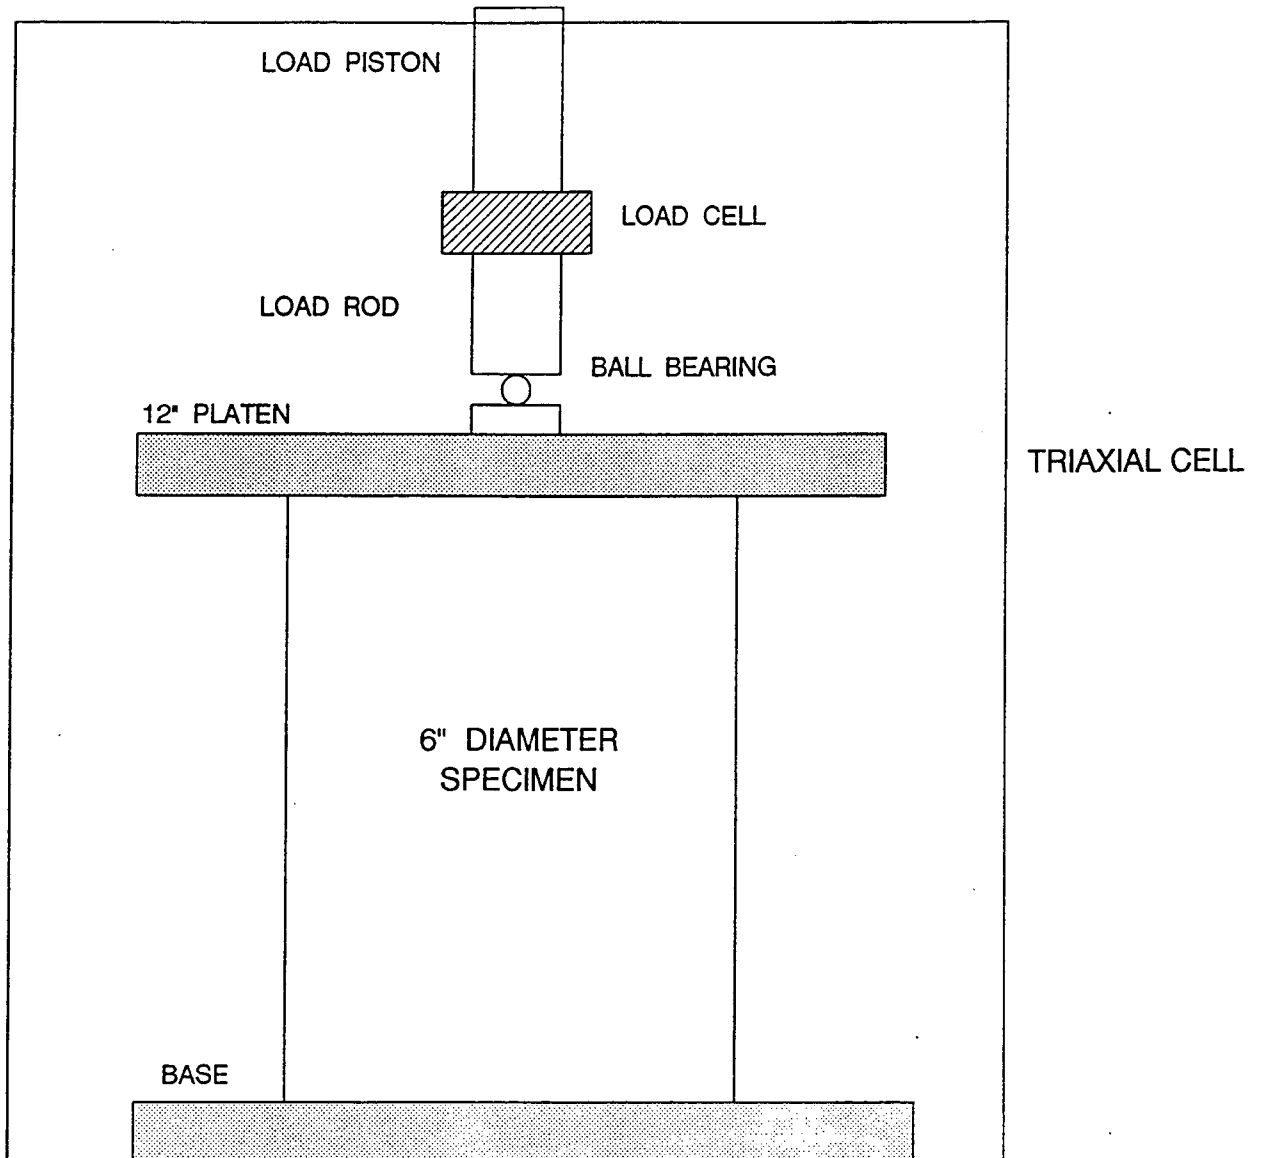 LOAD PISTON
LOAD CELL
LOAD ROD
BALL BEARING
12" PLATEN
TRIAXIAL CELL
6" DIAMETER
SPECIMEN
BASE